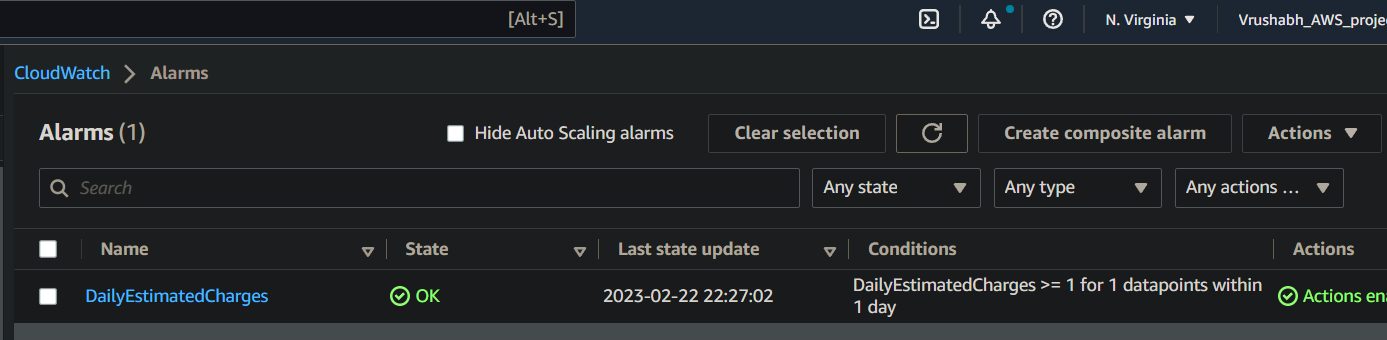 [Alt+S]
N. Virginia
Vrushabh_AWS_proje
CloudWatch
Alarms
Alarms (1)
Hide Auto Scaling alarms
Clear selection
Create composite alarm
Actions
Search
Any state
Any type
Any actions ...
Name
State
Last state update
Conditions
Actions
DailyEstimatedCharges
OK
2023-02-22 22:27:02
DailyEstimatedCharges >= 1 for 1 datapoints within
1 day
Actions ena